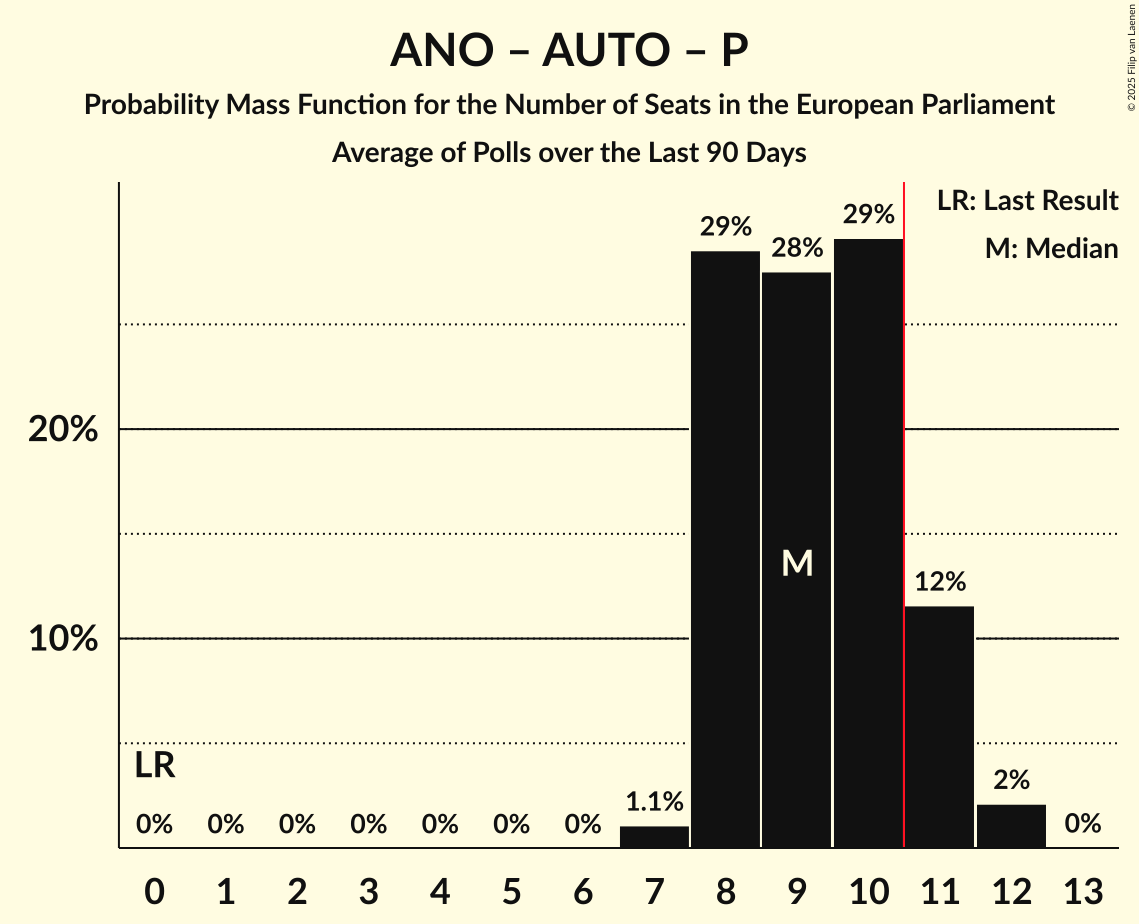 ANO – AUTO – P
Probability Mass Function for the Number of Seats in the European Parliament
Average of Polls over the Last 90 Days
© 2025 Filip van Laenen
LR: Last Result
M: Median
29%
28%
29%
20%
M
12%
10%
LR
0%
0%
0%
0%
0%
0%
0%
1.1%
2%
0%
0 1 2 3 4 5 6 7 8 9 10 11 12 13